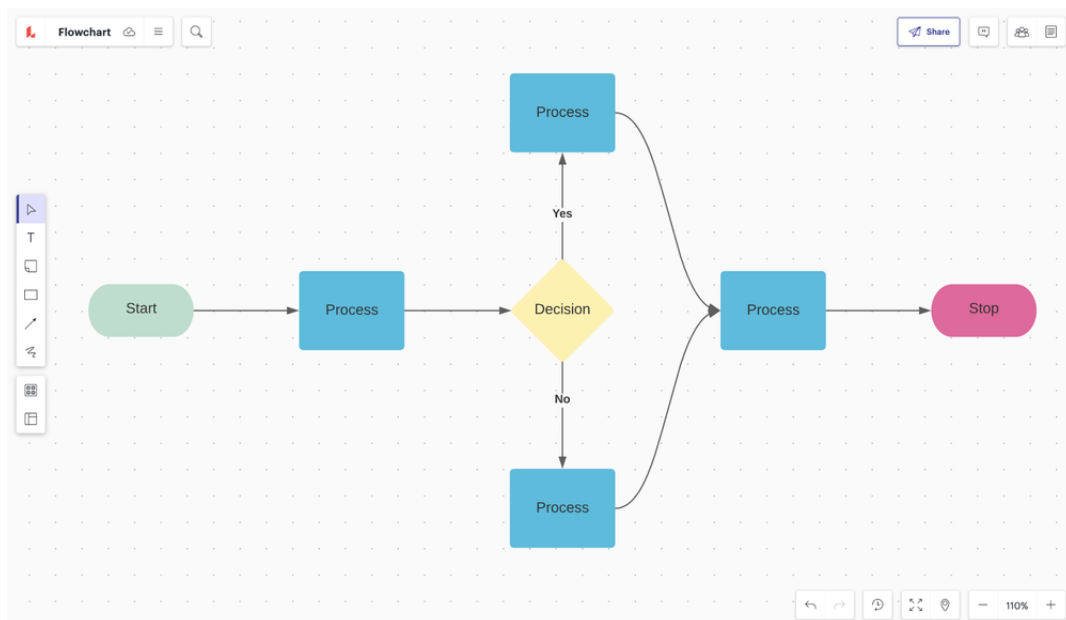 Flowchart
Share
Process
Yes
Start
Process
Decision
Process
Stop
No
Process
110%